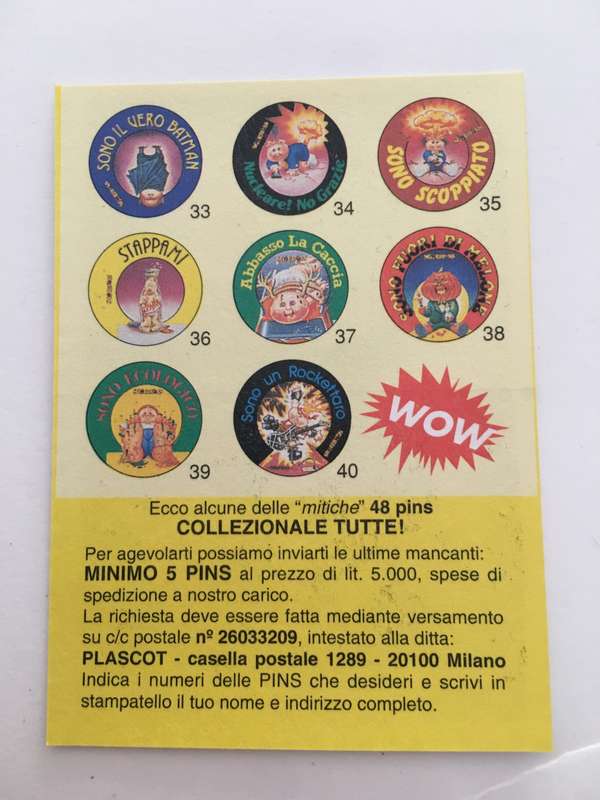 SONO IL VERO BATMAN
33
Nucleare! No Grazie
34
SONO SCOPPIATO
35
STAPPAMI
36
Abbasso La Caccia
37
SONO FUORI DI MELONE
38
SONO ECOLOGICO
39
Sono un Rockettaro
40
WOW
Ecco alcune delle “mitiche” 48 pins
COLLEZIONALE TUTTE!
Per agevolarti possiamo inviarti le ultime mancanti:
MINIMO 5 PINS al prezzo di lit. 5.000, spese di
spedizione a nostro carico.
La richiesta deve essere fatta mediante versamento
su c/c postale nº 26033209, intestato alla ditta:
PLASCOT - casella postale 1289 - 20100 Milano
Indica i numeri delle PINS che desideri e scrivi in
stampatello il tuo nome e indirizzo completo.